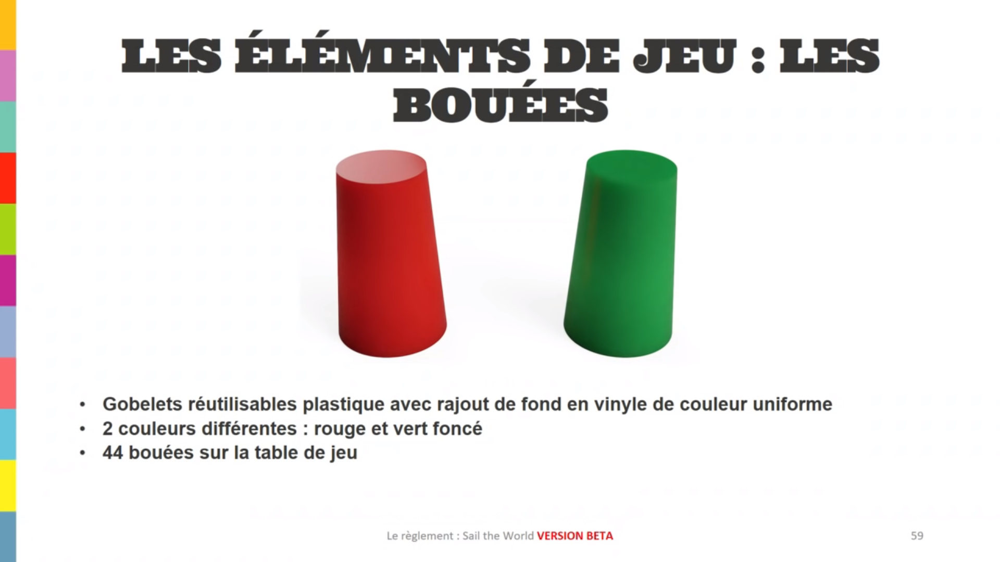 LES ÉLÉMENTS DE JEU : LES
BOUÉES
• Gobelets réutilisables plastique avec rajout de fond en vinyle de couleur uniforme
• 2 couleurs différentes : rouge et vert foncé
• 44 bouées sur la table de jeu
Le règlement : Sail the World VERSION BETA
59